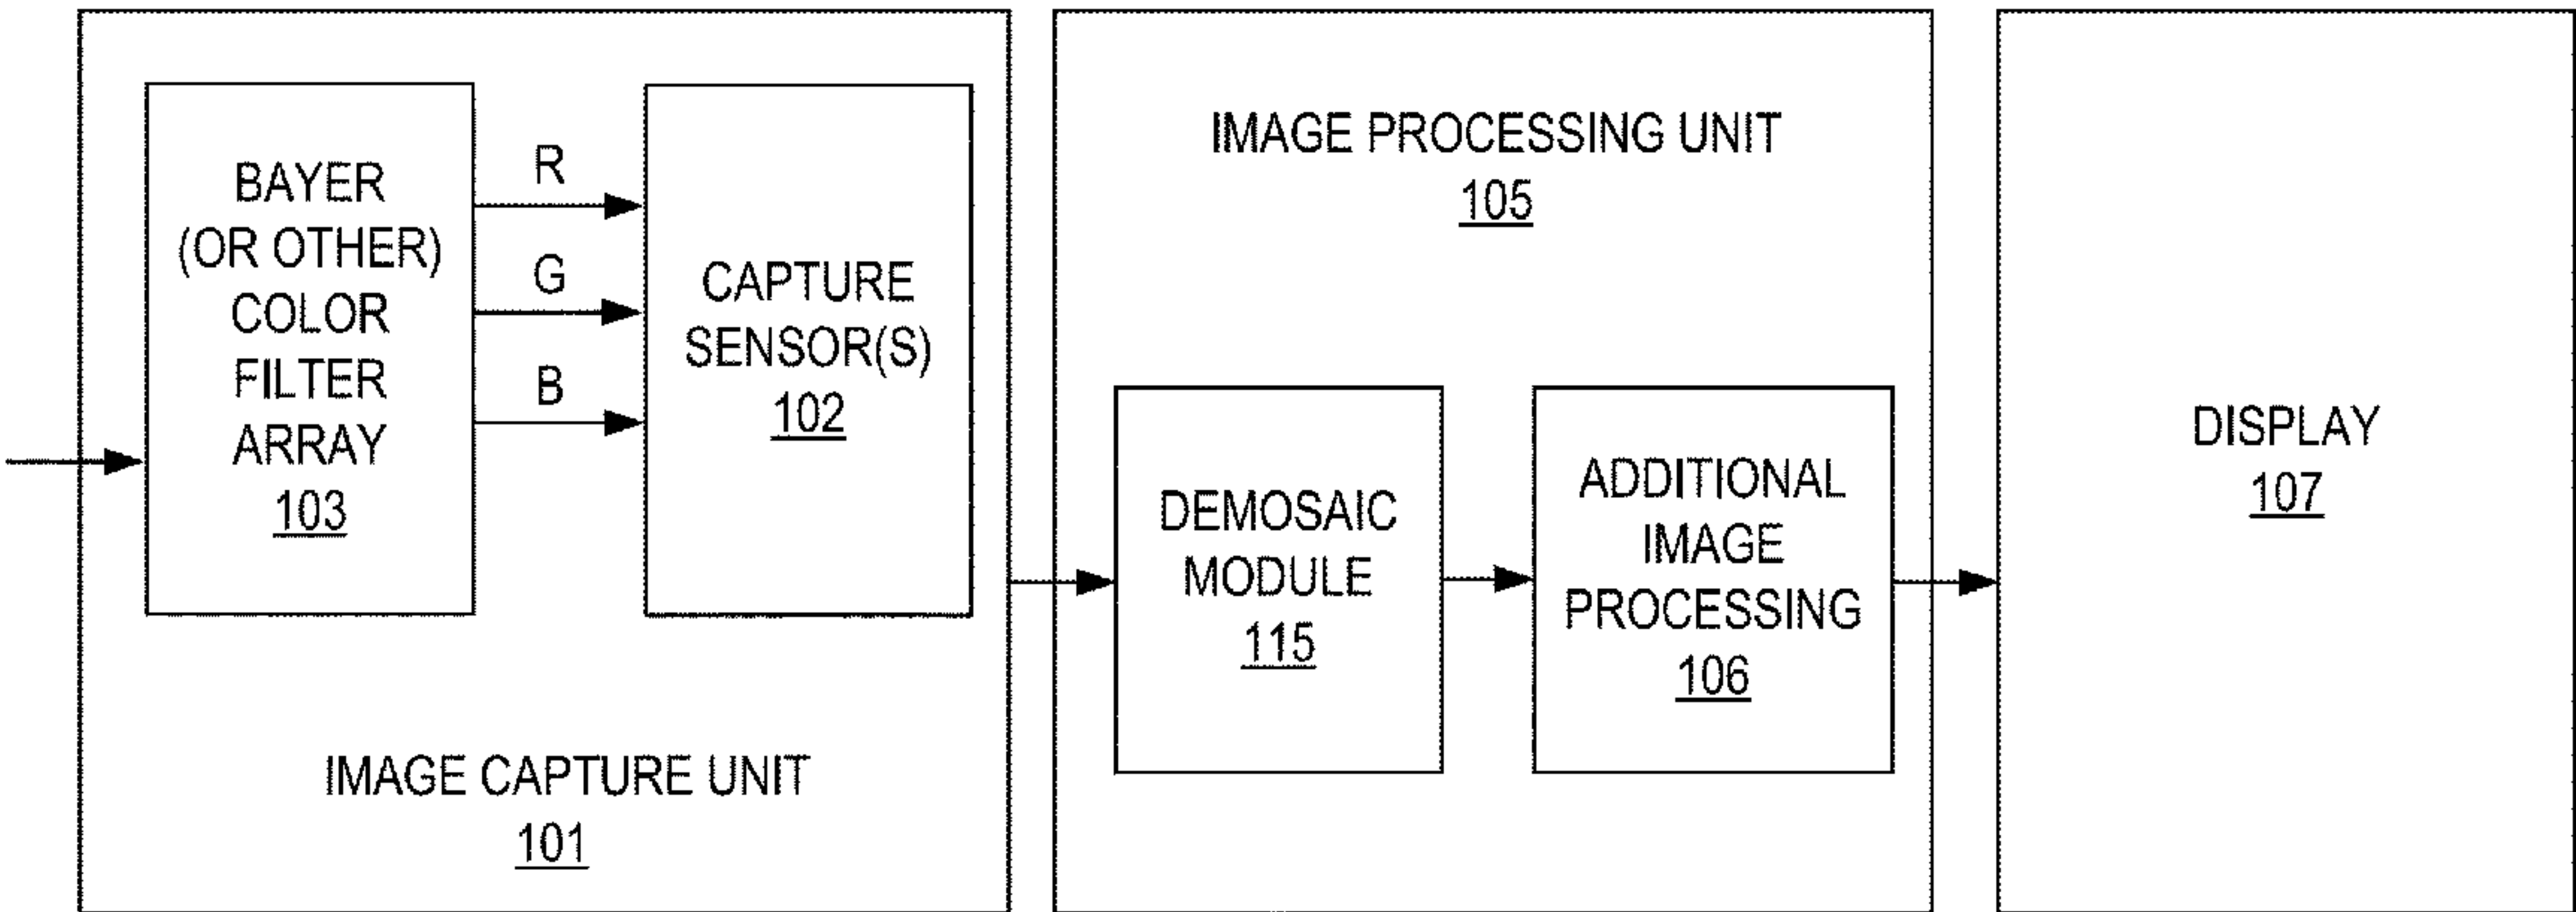 BAYER
(OR OTHER)
COLOR
FILTER
ARRAY
103
R
G
B
CAPTURE
SENSOR(S)
102
IMAGE CAPTURE UNIT
101
IMAGE PROCESSING UNIT
105
DEMOSAIC
MODULE
115
ADDITIONAL
IMAGE
PROCESSING
106
DISPLAY
107